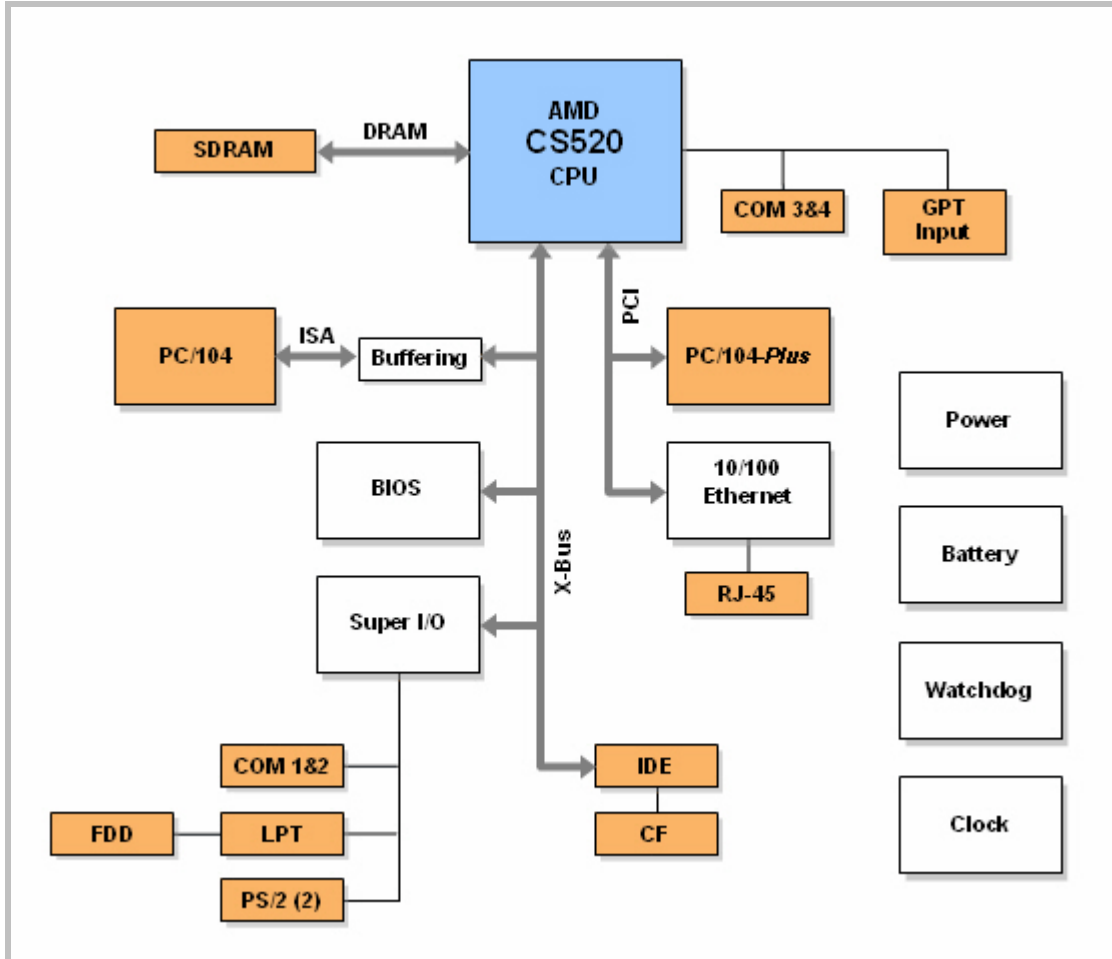 AMD
CS520
CPU
DRAM
SDRAM
COM 3&4
GPT
Input
PCI
ISA
PC/104
Buffering
PC/104-Plus
Power
BIOS
10/100
Ethernet
X-Bus
Battery
RJ-45
Super I/O
Watchdog
COM 1&2
IDE
FDD
LPT
CF
Clock
PS/2 (2)